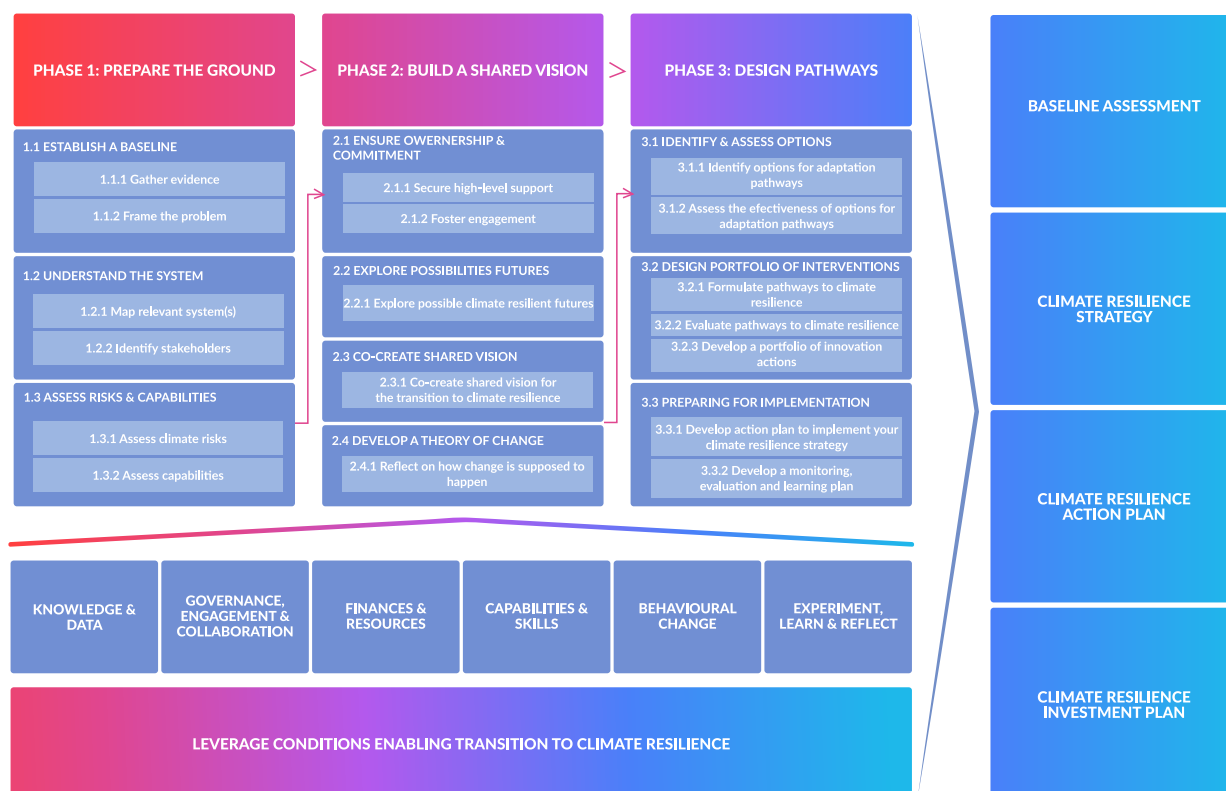 PHASE 1: PREPARE THE GROUND
1.1 ESTABLISH A BASELINE
1.1.1 Gather evidence
1.1.2 Frame the problem
1.2 UNDERSTAND THE SYSTEM
1.2.1 Map relevant system(s)
1.2.2 Identify stakeholders
1.3 ASSESS RISKS & CAPABILITIES
1.3.1 Assess climate risks
1.3.2 Assess capabilities
PHASE 2: BUILD A SHARED VISION
2.1 ENSURE OWERNERSHIP &
COMMITMENT
2.1.1 Secure high-level support
2.1.2 Foster engagement
2.2 EXPLORE POSSIBILITIES FUTURES
2.2.1 Explore possible climate resilient futures
2.3 CO-CREATE SHARED VISION
2.3.1 Co-create shared vision for
the transition to climate resilience
2.4 DEVELOP A THEORY OF CHANGE
2.4.1 Reflect on how change is supposed to
happen
PHASE 3: DESIGN PATHWAYS
3.1 IDENTIFY & ASSESS OPTIONS
3.1.1 Identify options for adaptation
pathways
3.1.2 Assess the efectiveness of options for
adaptation pathways
3.2 DESIGN PORTFOLIO OF INTERVENTIONS
3.2.1 Formulate pathways to climate
resilience
3.2.2 Evaluate pathways to climate resilience
3.2.3 Develop a portfolio of innovation
actions
3.3 PREPARING FOR IMPLEMENTATION
3.3.1 Develop action plan to implement your
climate resilience strategy
3.3.2 Develop a monitoring,
evaluation and learning plan
KNOWLEDGE &
DATA
GOVERNANCE,
ENGAGEMENT &
COLLABORATION
FINANCES &
RESOURCES
CAPABILITIES &
SKILLS
BEHAVIOURAL
CHANGE
EXPERIMENT,
LEARN & REFLECT
LEVERAGE CONDITIONS ENABLING TRANSITION TO CLIMATE RESILIENCE
BASELINE ASSESSMENT
CLIMATE RESILIENCE
STRATEGY
CLIMATE RESILIENCE
ACTION PLAN
CLIMATE RESILIENCE
INVESTMENT PLAN